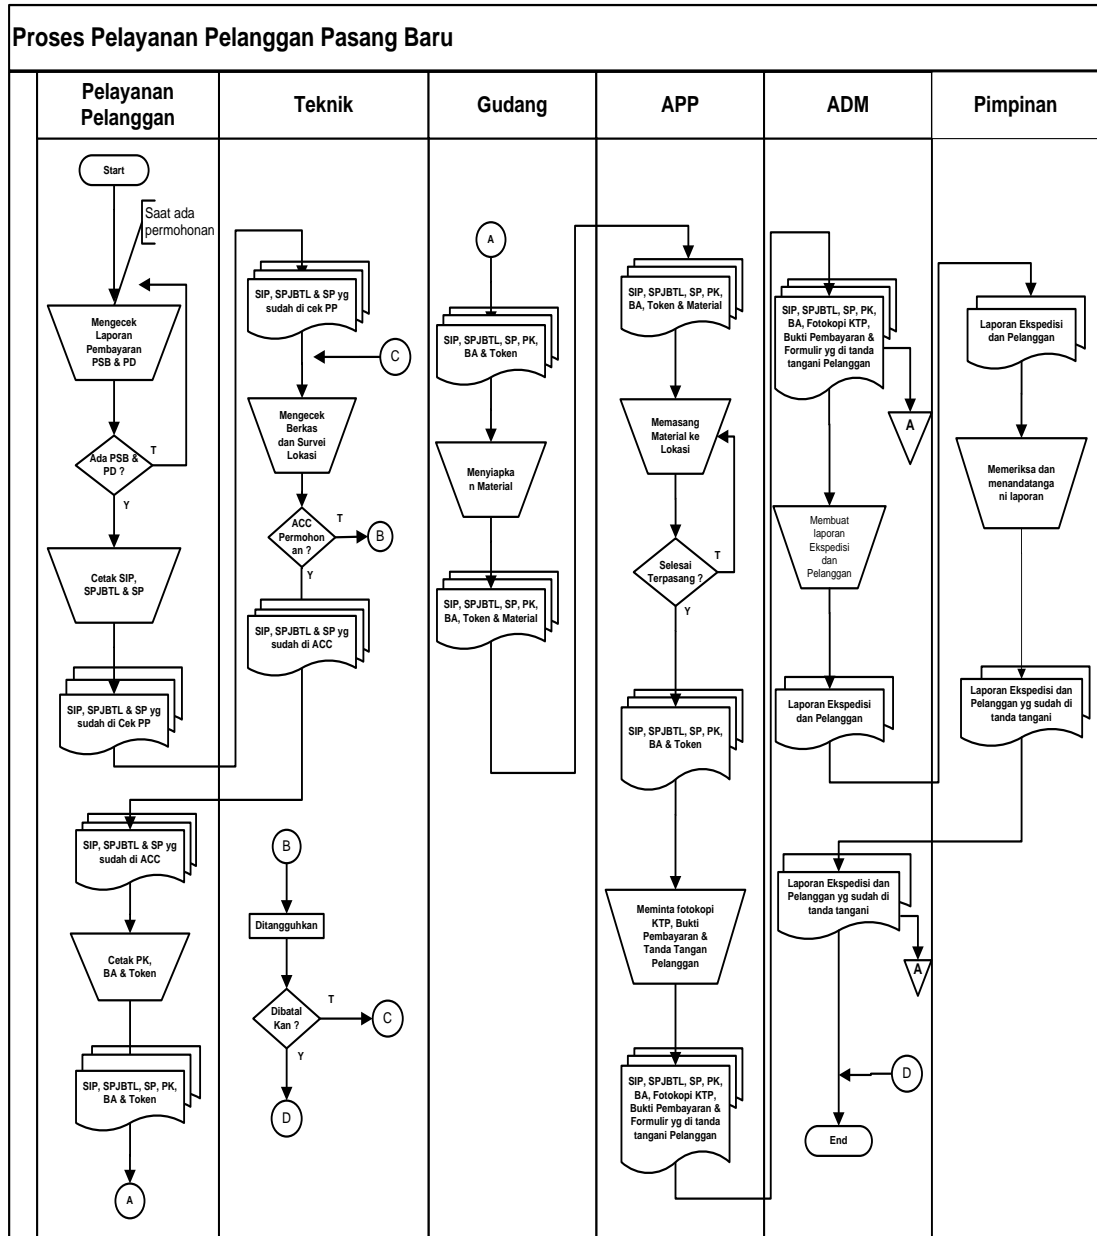 Proses Pelayanan Pelanggan Pasang Baru
Pelayanan
Pelanggan
Teknik
Gudang
APP
ADM
Pimpinan
Start
Saat ada
permohonan
Mengecek
Laporan
Pembayaran
PSB & PD
Ada PSB &
PD ?
T
Y
Cetak SIP,
SPJBTL & SP
SIP, SPJBTL & SP yg
sudah di Cek PP
SIP, SPJBTL & SP yg
sudah di ACC
Cetak PK,
BA & Token
SIP, SPJBTL, SP, PK,
BA & Token
A
SIP, SPJBTL & SP yg
sudah di cek PP
C
Mengecek
Berkas
dan Survei
Lokasi
ACC
Permohon
an ?
T
B
Y
SIP, SPJBTL & SP yg
sudah di ACC
B
Ditangguhkan
Dibatal
Kan ?
T
C
Y
D
A
SIP, SPJBTL, SP, PK,
BA & Token
Menyiapka
n Material
SIP, SPJBTL, SP, PK,
BA, Token & Material
SIP, SPJBTL, SP, PK,
BA, Token & Material
Memasang
Material ke
Lokasi
Selesai
Terpasang ?
T
Y
SIP, SPJBTL, SP, PK,
BA & Token
Meminta fotokopi
KTP, Bukti
Pembayaran &
Tanda Tangan
Pelanggan
SIP, SPJBTL, SP, PK,
BA, Fotokopi KTP,
Bukti Pembayaran &
Formulir yg di tanda
tangani Pelanggan
SIP, SPJBTL, SP, PK,
BA, Fotokopi KTP,
Bukti Pembayaran &
Formulir yg di tanda
tangani Pelanggan
A
Membuat
laporan
Ekspedisi
dan
Pelanggan
Laporan Ekspedisi
dan Pelanggan
Laporan Ekspedisi dan
Pelanggan yg sudah di
tanda tangani
A
D
End
Laporan Ekspedisi
dan Pelanggan
Memeriksa dan
menandatanga
ni laporan
Laporan Ekspedisi dan
Pelanggan yg sudah di
tanda tangani